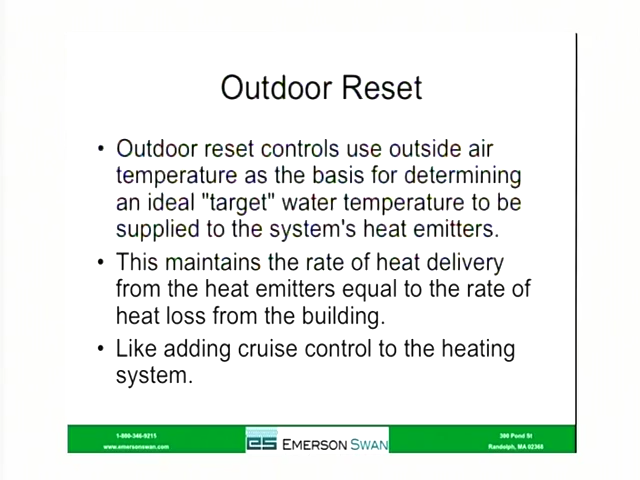 Outdoor Reset
• Outdoor reset controls use outside air
temperature as the basis for determining
an ideal "target" water temperature to be
supplied to the system's heat emitters.
• This maintains the rate of heat delivery
from the heat emitters equal to the rate of
heat loss from the building.
• Like adding cruise control to the heating
system.
1-800-346-9215
www.emersonswan.com
ES EMERSON SWAN
300 Pond St
Randolph, MA 02368